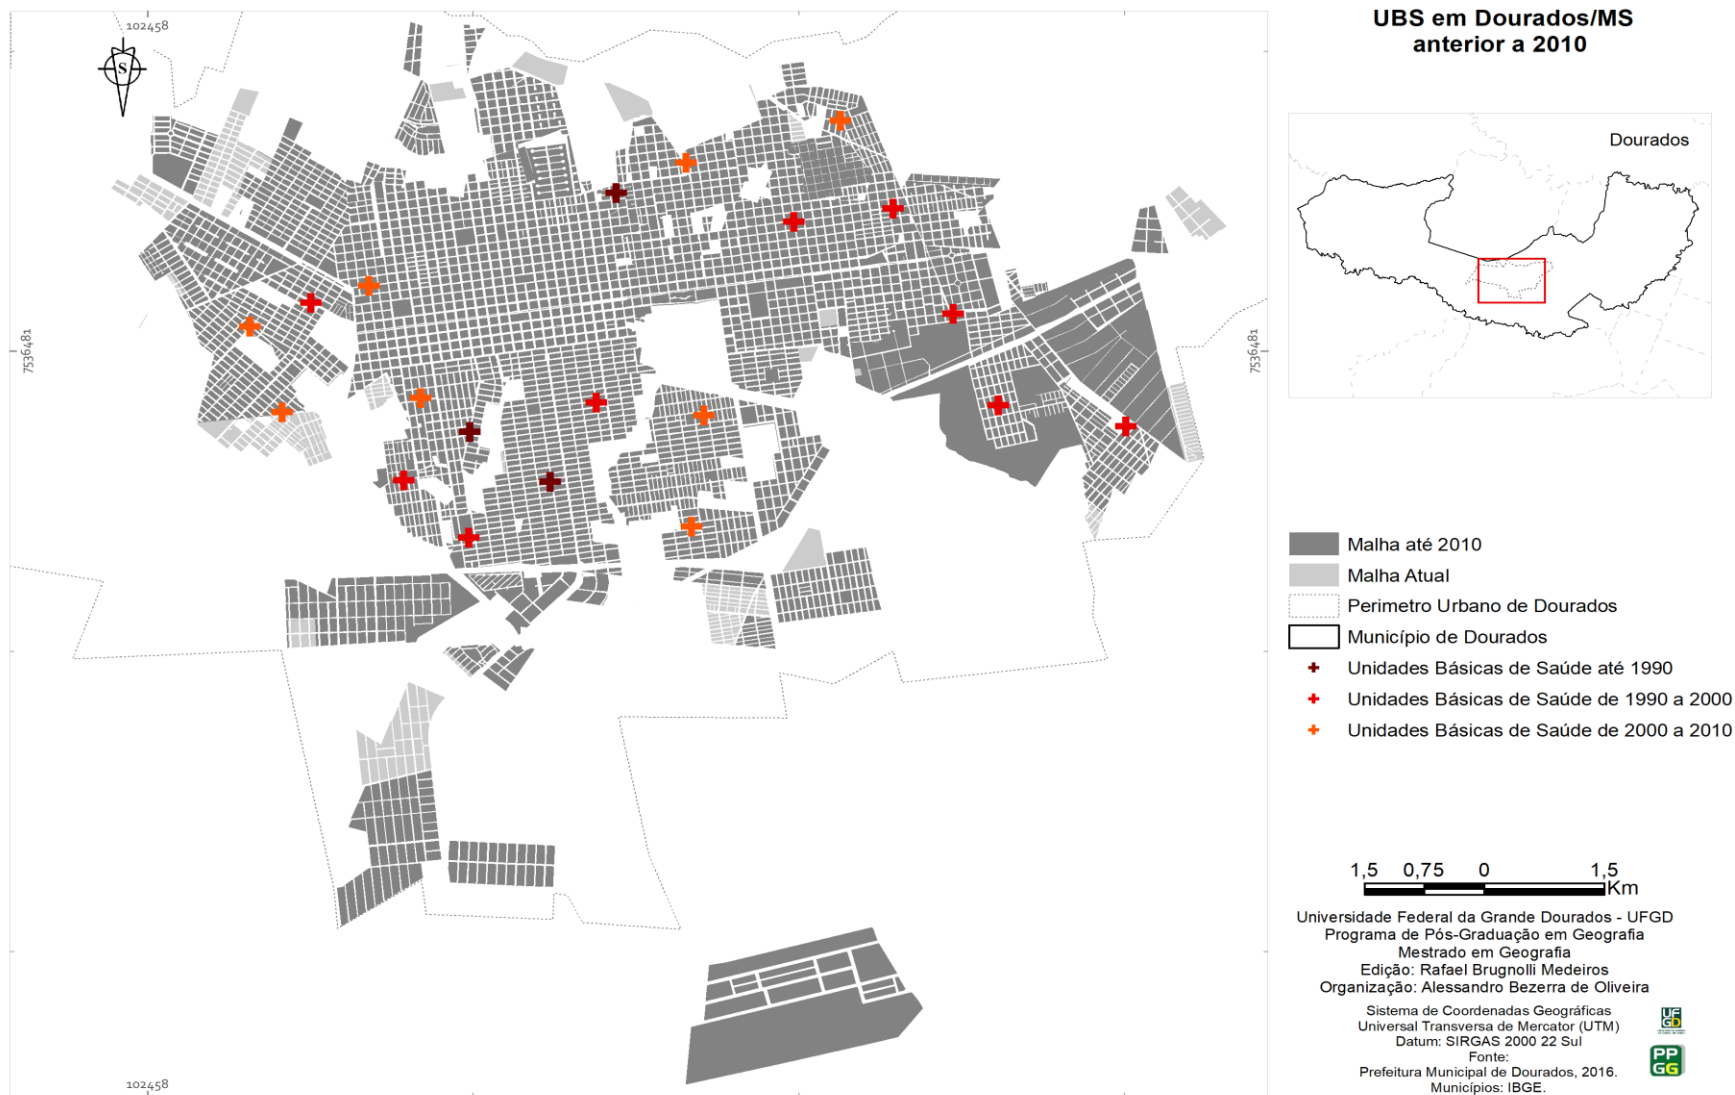 UBS em Dourados/MS
anterior a 2010
102458
S
7536481
7536481
102458
Dourados
Malha até 2010
Malha Atual
Perimetro Urbano de Dourados
Município de Dourados
Unidades Básicas de Saúde até 1990
Unidades Básicas de Saúde de 1990 a 2000
Unidades Básicas de Saúde de 2000 a 2010
1,5 0,75 0 1,5
Km
Universidade Federal da Grande Dourados - UFGD
Programa de Pós-Graduação em Geografia
Mestrado em Geografia
Edição: Rafael Brugnolli Medeiros
Organização: Alessandro Bezerra de Oliveira
Sistema de Coordenadas Geográficas
Universal Transversa de Mercator (UTM)
Datum: SIRGAS 2000 22 Sul
Fonte:
Prefeitura Municipal de Dourados, 2016.
Municípios: IBGE.
UF
GD
PP
GG